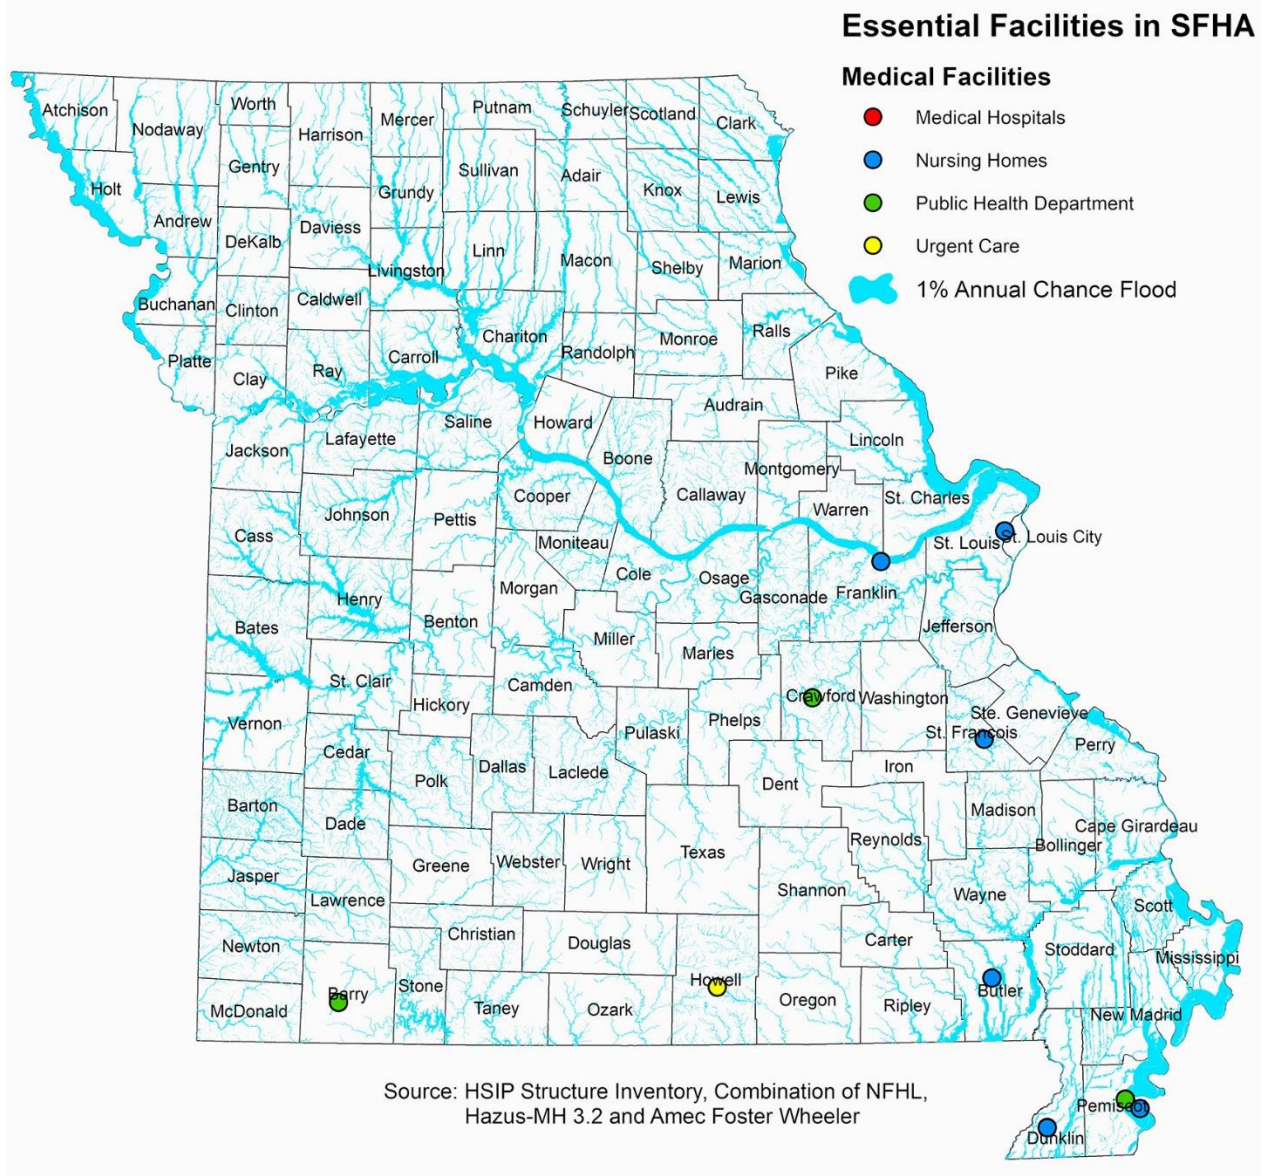 Essential Facilities in SFHA
Medical Facilities
Medical Hospitals
Nursing Homes
Public Health Department
Urgent Care
1% Annual Chance Flood
Atchison
Nodaway
Worth
Harrison
Mercer
Putnam
Schuyler
Scotland
Clark
Holt
Gentry
Andrew
Grundy
Sullivan
Adair
Knox
Lewis
DeKalb
Daviess
Livingston
Linn
Macon
Shelby
Marion
Buchanan
Clinton
Caldwell
Chariton
Randolph
Monroe
Ralls
Platte
Clay
Ray
Carroll
Pike
Jackson
Lafayette
Saline
Howard
Boone
Audrain
Lincoln
Montgomery
Cooper
Callaway
Warren
St. Charles
Cass
Johnson
Pettis
Moniteau
St. Louis
St. Louis City
Henry
Benton
Morgan
Cole
Osage
Gasconade
Franklin
Bates
Miller
Maries
Jefferson
St. Clair
Hickory
Camden
Crawford
Washington
Vernon
Pulaski
Phelps
Ste. Genevieve
St. Francois
Cedar
Polk
Dallas
Laclede
Dent
Iron
Perry
Barton
Dade
Madison
Cape Girardeau
Bollinger
Greene
Webster
Wright
Texas
Reynolds
Jasper
Lawrence
Shannon
Wayne
Scott
Newton
Christian
Douglas
Carter
Stoddard
Mississippi
McDonald
Barry
Stone
Taney
Ozark
Howell
Oregon
Ripley
Butler
New Madrid
Pemiscot
Dunklin
Source: HSIP Structure Inventory, Combination of NFHL,
Hazus-MH 3.2 and Amec Foster Wheeler